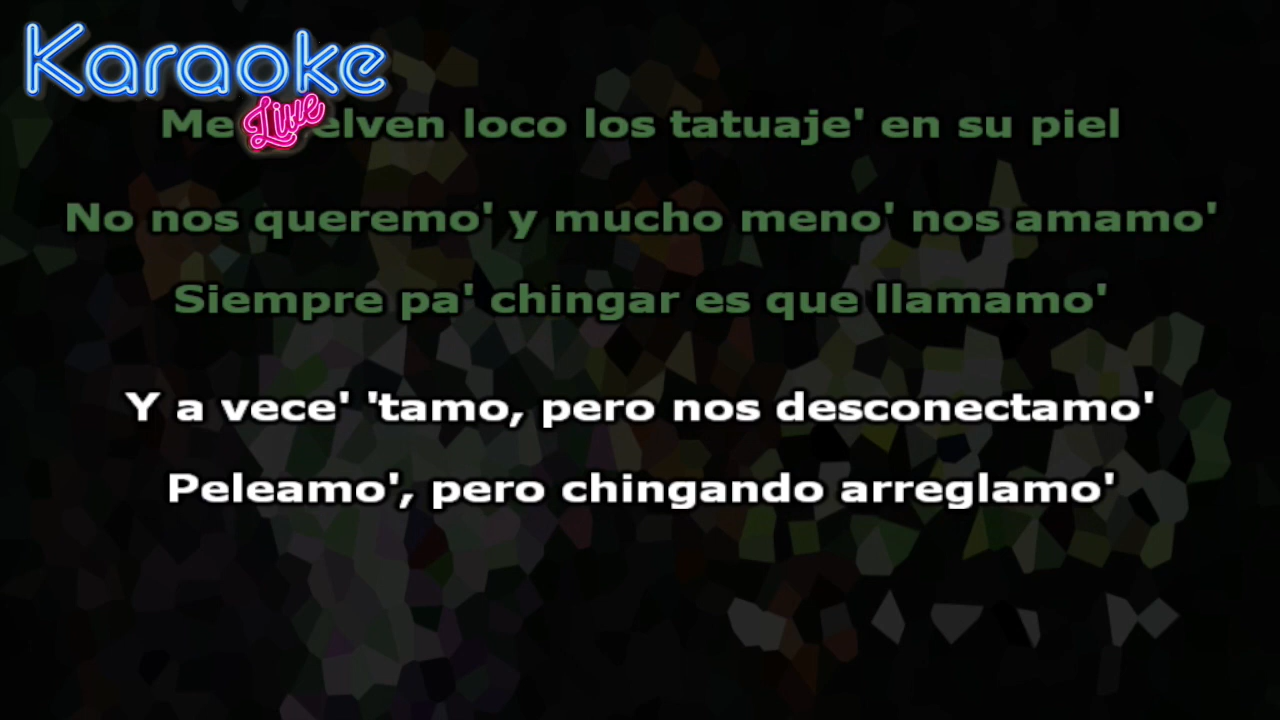 Karaoke
Live
Me elven loco los tatuaje' en su piel
No nos queremo' y mucho meno' nos amamo'
Siempre pa' chingar es que llamamo'
Y a vece' 'tamo, pero nos desconectamo'
Peleamo', pero chingando arreglamo'